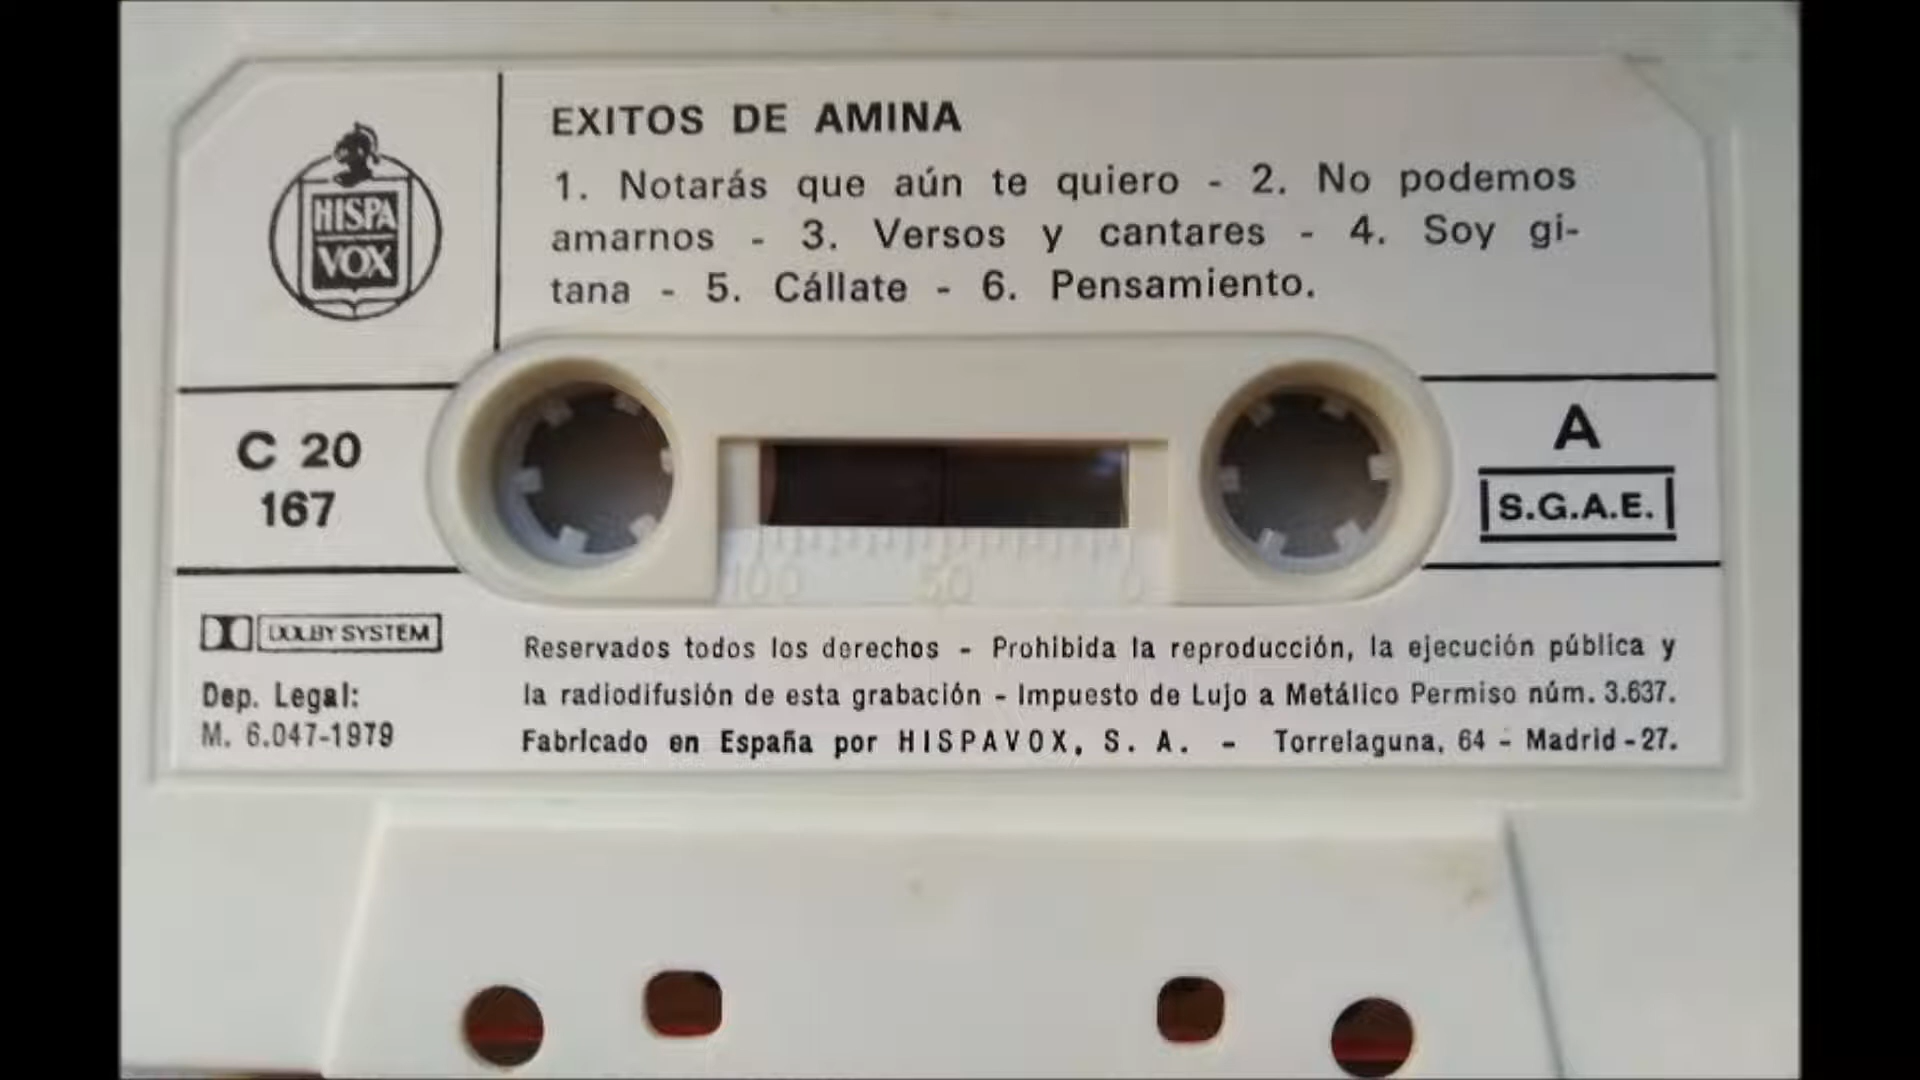 HISPA
VOX
EXITOS DE AMINA
1. Notarás que aún te quiero - 2. No podemos
amarnos - 3. Versos y cantares - 4. Soy gi-
tana - 5. Cállate - 6. Pensamiento.
C 20
167
A
S.G.A.E.
100 50 0
DOLBY SYSTEM
Dep. Legal:
M. 6.047-1979
Reservados todos los derechos - Prohibida la reproducción, la ejecución pública y
la radiodifusión de esta grabación - Impuesto de Lujo a Metálico Permiso núm. 3.637.
Fabricado en España por HISPAVOX, S. A. - Torrelaguna, 64 - Madrid - 27.